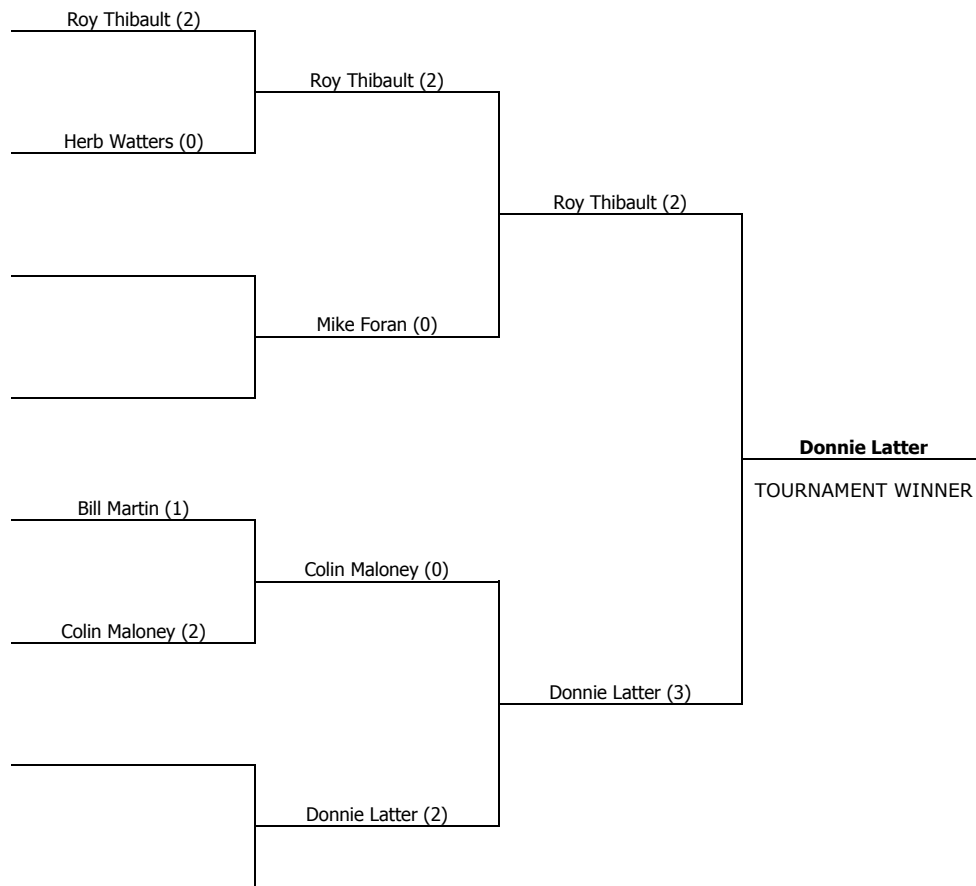 Roy Thibault (2)
Roy Thibault (2)
Herb Watters (0)
Roy Thibault (2)
Mike Foran (0)
Donnie Latter
TOURNAMENT WINNER
Bill Martin (1)
Colin Maloney (0)
Colin Maloney (2)
Donnie Latter (3)
Donnie Latter (2)